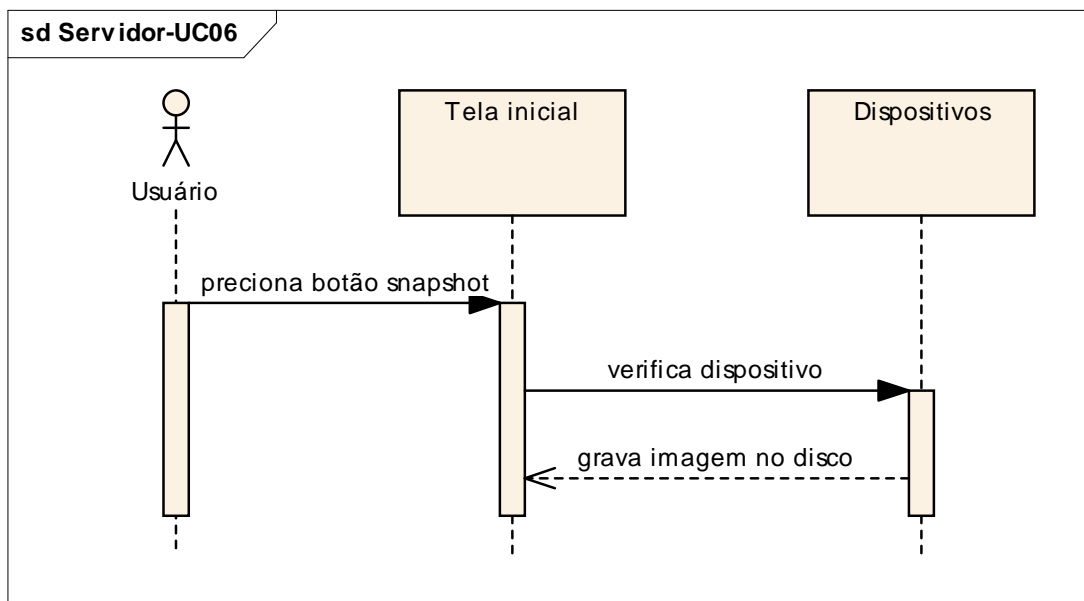 sd Servidor-UC06
Usuário
Tela inicial
Dispositivos
preciona botão snapshot
verifica dispositivo
grava imagem no disco